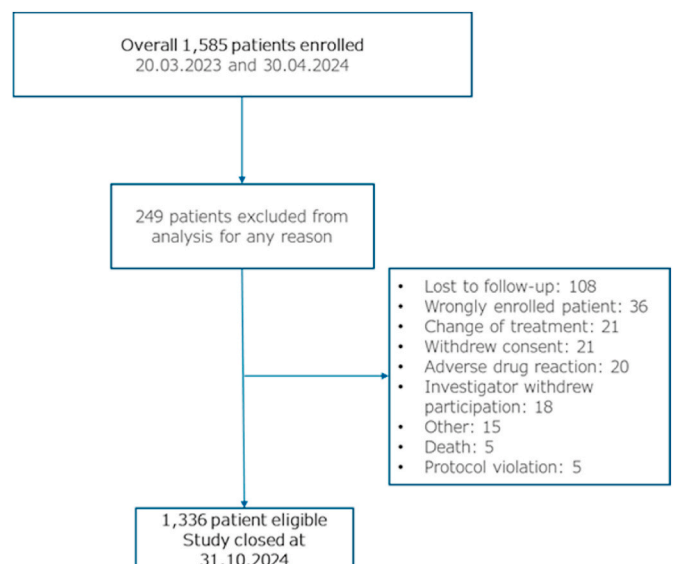 Overall 1,585 patients enrolled
20.03.2023 and 30.04.2024
249 patients excluded from
analysis for any reason
• Lost to follow-up: 108
• Wrongly enrolled patient: 36
• Change of treatment: 21
• Withdrew consent: 21
• Adverse drug reaction: 20
• Investigator withdrew
participation: 18
• Other: 15
• Death: 5
• Protocol violation: 5
1,336 patient eligible
Study closed at
31.10.2024